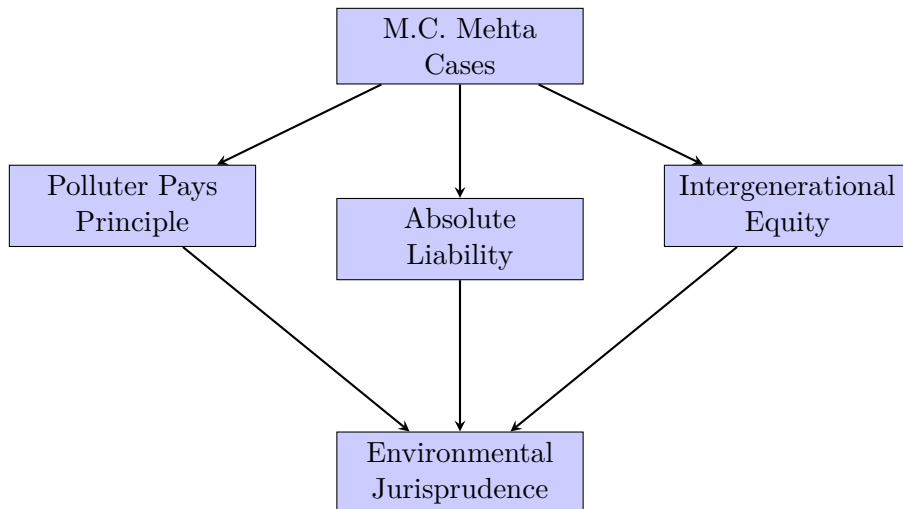 M.C. Mehta
Cases
Polluter Pays
Principle
Absolute
Liability
Intergenerational
Equity
Environmental
Jurisprudence